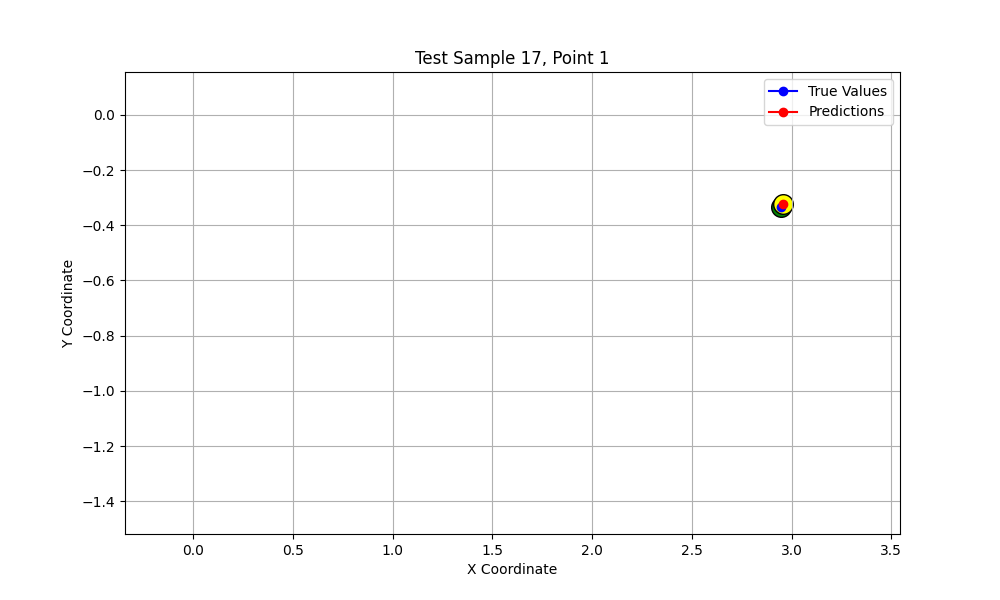 Test Sample 17, Point 1
True Values
Predictions
Y Coordinate
0.0
−0.2
−0.4
−0.6
−0.8
−1.0
−1.2
−1.4
0.0 0.5 1.0 1.5 2.0 2.5 3.0 3.5
X Coordinate